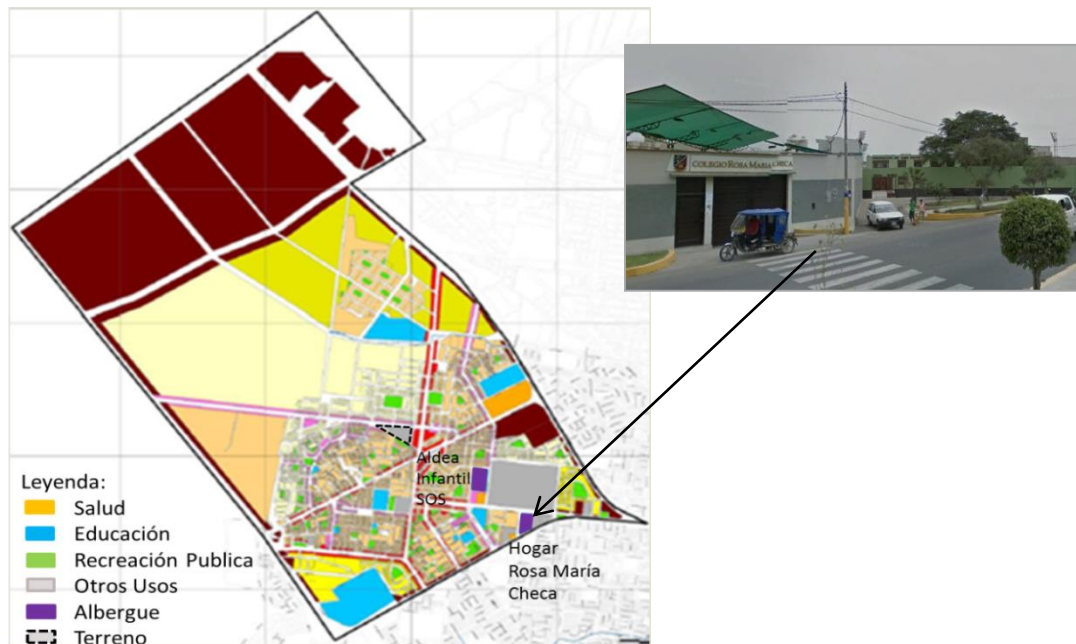 COLEGIO ROSA MARIA CHECA
Aldea
Infantil
SOS
Leyenda:
Salud
Educación
Recreación Publica
Otros Usos
Albergue
Terreno
Hogar
Rosa María
Checa